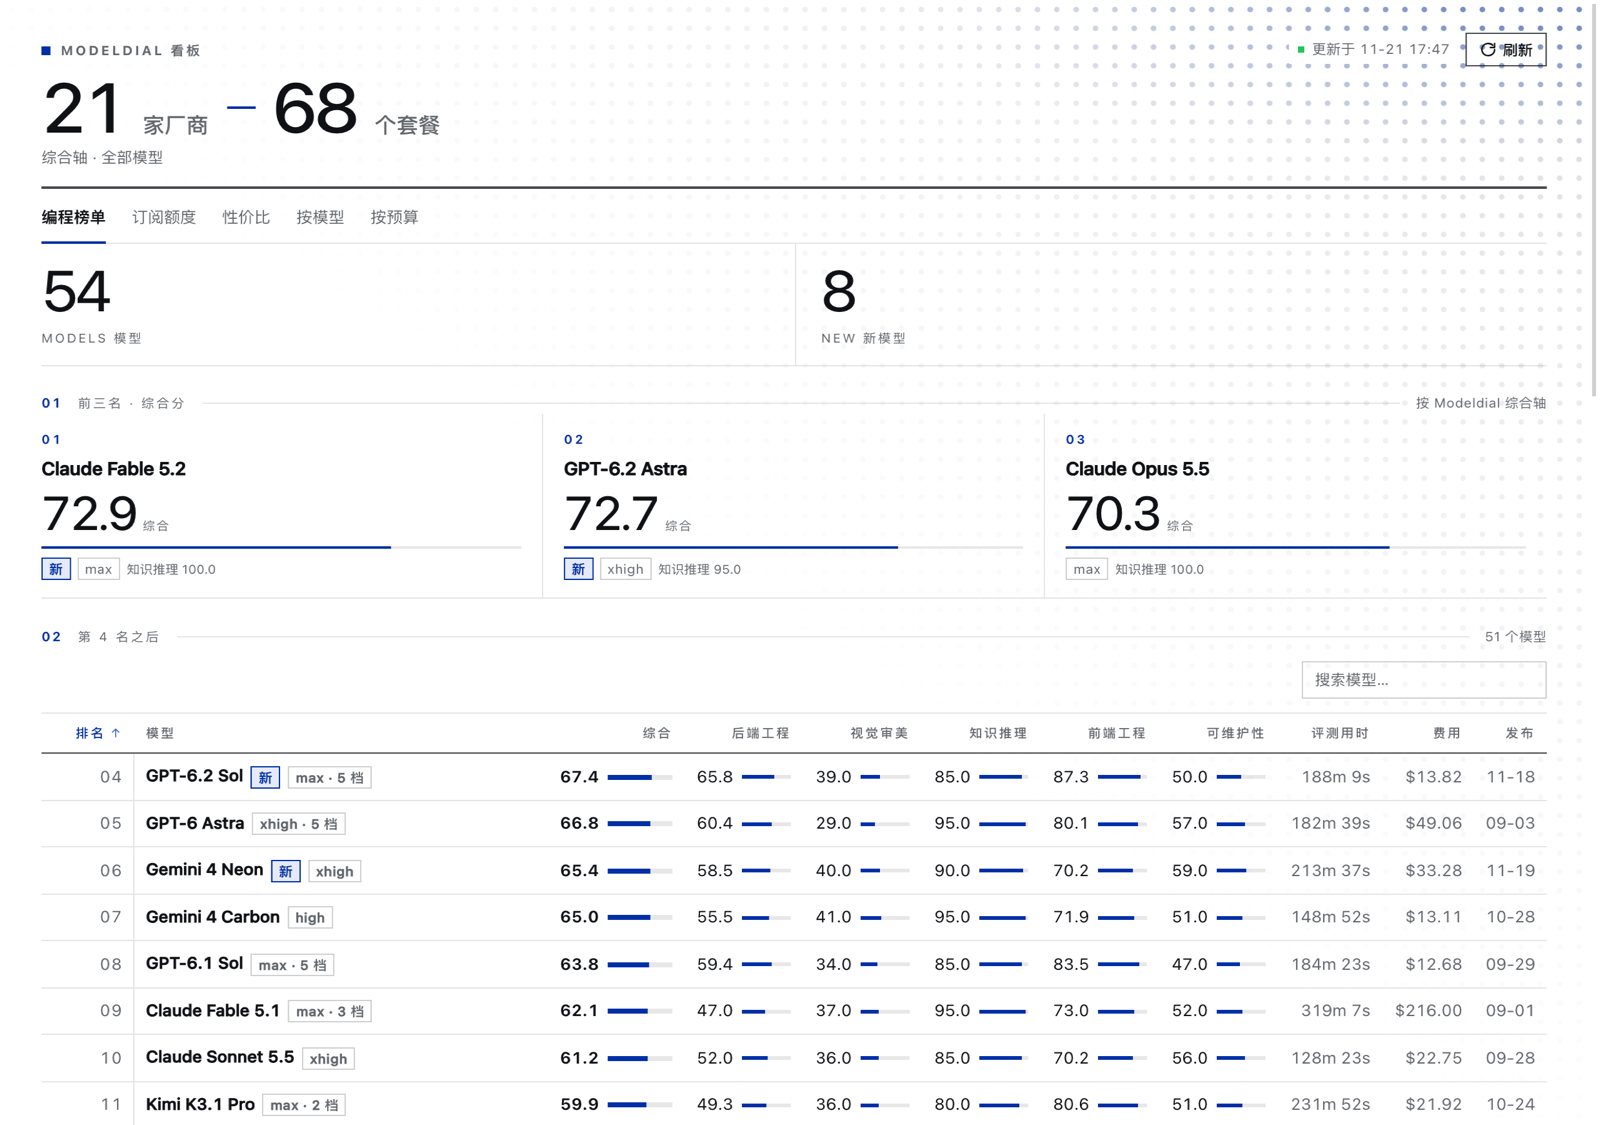 MODELDIAL 看板
更新于 11-21 17:47 刷新
21 家厂商 — 68 个套餐
综合轴 · 全部模型
编程榜单 订阅额度 性价比 按模型 按预算
54
MODELS 模型
8
NEW 新模型
01 前三名 · 综合分 按 Modeldial 综合轴
01
Claude Fable 5.2
72.9 综合
新 max 知识推理 100.0
02
GPT-6.2 Astra
72.7 综合
新 xhigh 知识推理 95.0
03
Claude Opus 5.5
70.3 综合
max 知识推理 100.0
02 第 4 名之后 51 个模型
搜索模型...
排名 ↑ 模型 综合 后端工程 视觉审美 知识推理 前端工程 可维护性 评测用时 费用 发布
04 GPT-6.2 Sol 新 max · 5 档 67.4 65.8 39.0 85.0 87.3 50.0 188m 9s $13.82 11-18
05 GPT-6 Astra xhigh · 5 档 66.8 60.4 29.0 95.0 80.1 57.0 182m 39s $49.06 09-03
06 Gemini 4 Neon 新 xhigh 65.4 58.5 40.0 90.0 70.2 59.0 213m 37s $33.28 11-19
07 Gemini 4 Carbon high 65.0 55.5 41.0 95.0 71.9 51.0 148m 52s $13.11 10-28
08 GPT-6.1 Sol max · 5 档 63.8 59.4 34.0 85.0 83.5 47.0 184m 23s $12.68 09-29
09 Claude Fable 5.1 max · 3 档 62.1 47.0 37.0 95.0 73.0 52.0 319m 7s $216.00 09-01
10 Claude Sonnet 5.5 xhigh 61.2 52.0 36.0 85.0 70.2 56.0 128m 23s $22.75 09-28
11 Kimi K3.1 Pro max · 2 档 59.9 49.3 36.0 80.0 80.6 51.0 231m 52s $21.92 10-24